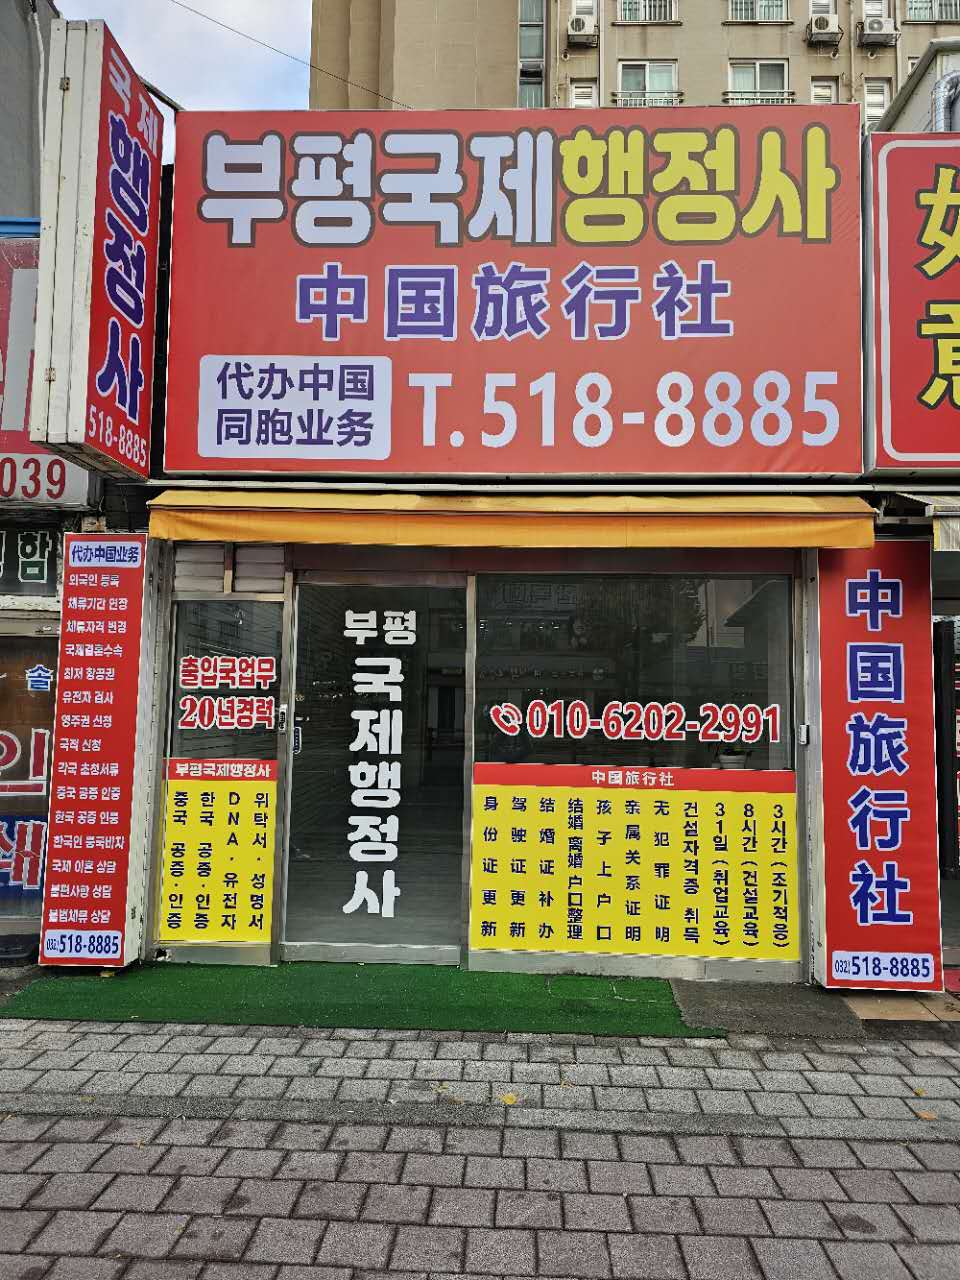 국제
행정사
518-8885
부평국제행정사
中国旅行社
代办中国
同胞业务
T.518-8885
好
意
039
함
솔
인
代办中国业务
외국인 등록
체류기간 연장
체류자격 변경
국제결혼수속
최저 항공권
유전자 검사
영주권 신청
국적 신청
각국 초청서류
중국 공증 인증
한국 공증 인증
한국인 중국비자
국제 이혼 상담
불편사항 상담
불법체류 상담
032)518-8885
출입국업무
20년경력
부평국제행정사
위탁서·성명서
DNA·유전자
한국 공증·인증
중국 공증·인증
부평
국제행정사
010-6202-2991
中国旅行社
身份证更新
驾驶证更新
结婚证补办
结婚离婚户口整理
孩子上户口
亲属关系证明
无犯罪证明
건설자격증 취득
31일(취업교육)
8시간(건설교육)
3시간(조기적응)
中国旅行社
032)518-8885